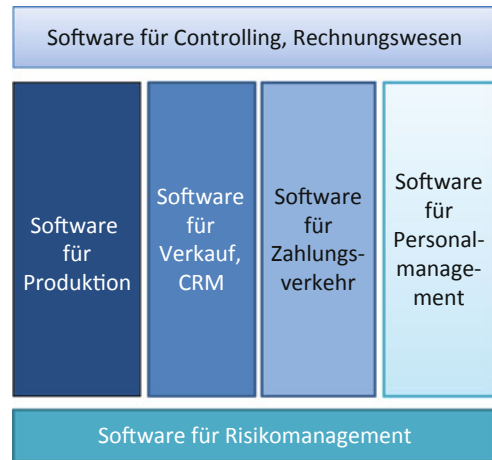 Software für Controlling, Rechnungswesen
Software
für
Produktion
Software
für
Verkauf,
CRM
Software
für
Zahlungs-
verkehr
Software
für
Personal-
manage-
ment
Software für Risikomanagement